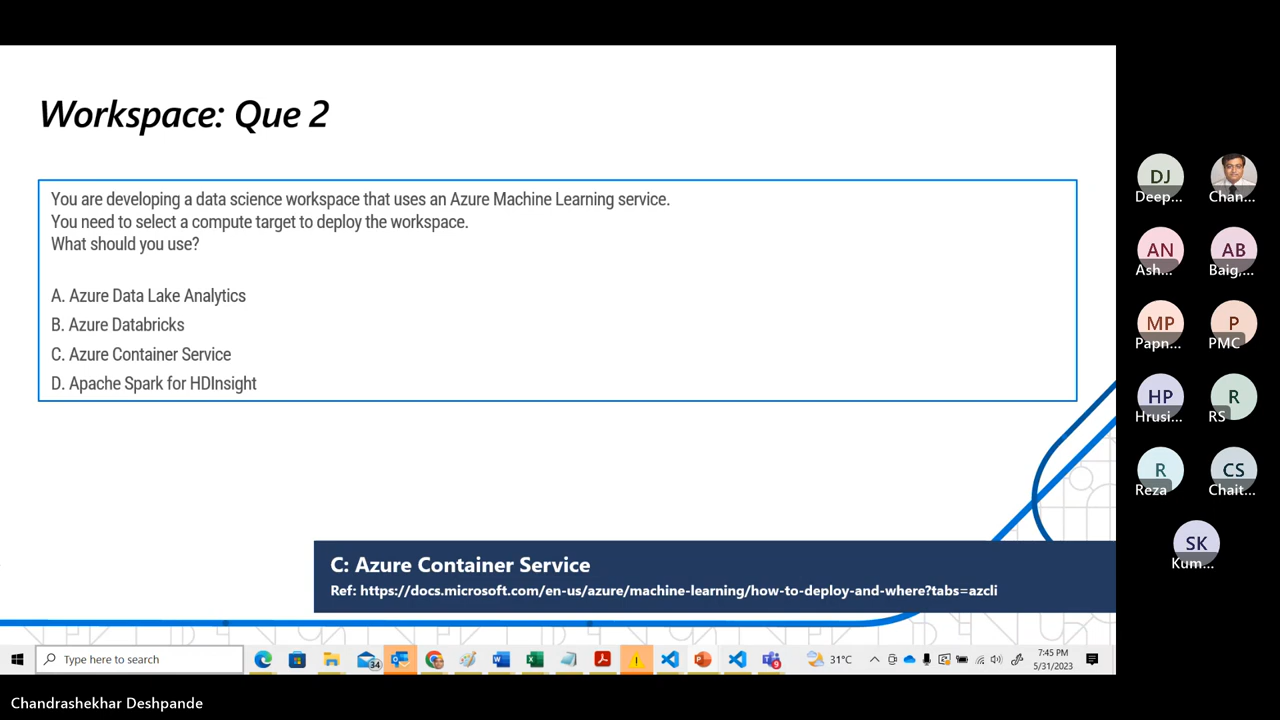 Workspace: Que 2
You are developing a data science workspace that uses an Azure Machine Learning service.
You need to select a compute target to deploy the workspace.
What should you use?
A. Azure Data Lake Analytics
B. Azure Databricks
C. Azure Container Service
D. Apache Spark for HDInsight
C: Azure Container Service
Ref: https://docs.microsoft.com/en-us/azure/machine-learning/how-to-deploy-and-where?tabs=azcli
DJ
Deep...
Chan...
AN
Ash...
AB
Baig,...
MP
Papn...
P
PMC
HP
Hrusi...
R
RS
R
Reza
CS
Chait...
SK
Kum...
Type here to search
34
9
31°C
7:45 PM
5/31/2023
Chandrashekhar Deshpande